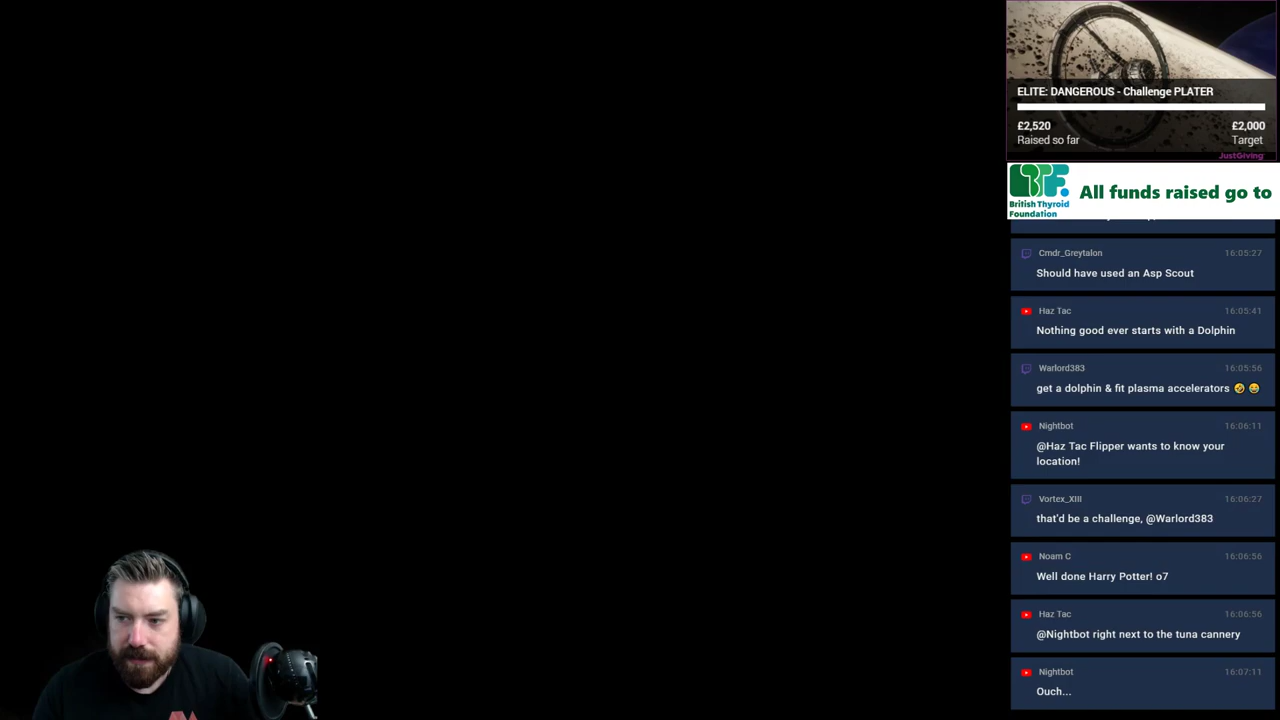 ELITE: DANGEROUS - Challenge PLATER
£2,520
£2,000
Raised so far
Target
JustGiving
BTF
British Thyroid
Foundation
All funds raised go to
Cmdr_Greytalon
16:05:27
Should have used an Asp Scout
Haz Tac
16:05:41
Nothing good ever starts with a Dolphin
Warlord383
16:05:56
get a dolphin & fit plasma accelerators 🤣 😂
Nightbot
16:06:11
@Haz Tac Flipper wants to know your
location!
Vortex_XIII
16:06:27
that'd be a challenge, @Warlord383
Noam C
16:06:56
Well done Harry Potter! o7
Haz Tac
16:06:56
@Nightbot right next to the tuna cannery
Nightbot
16:07:11
Ouch...